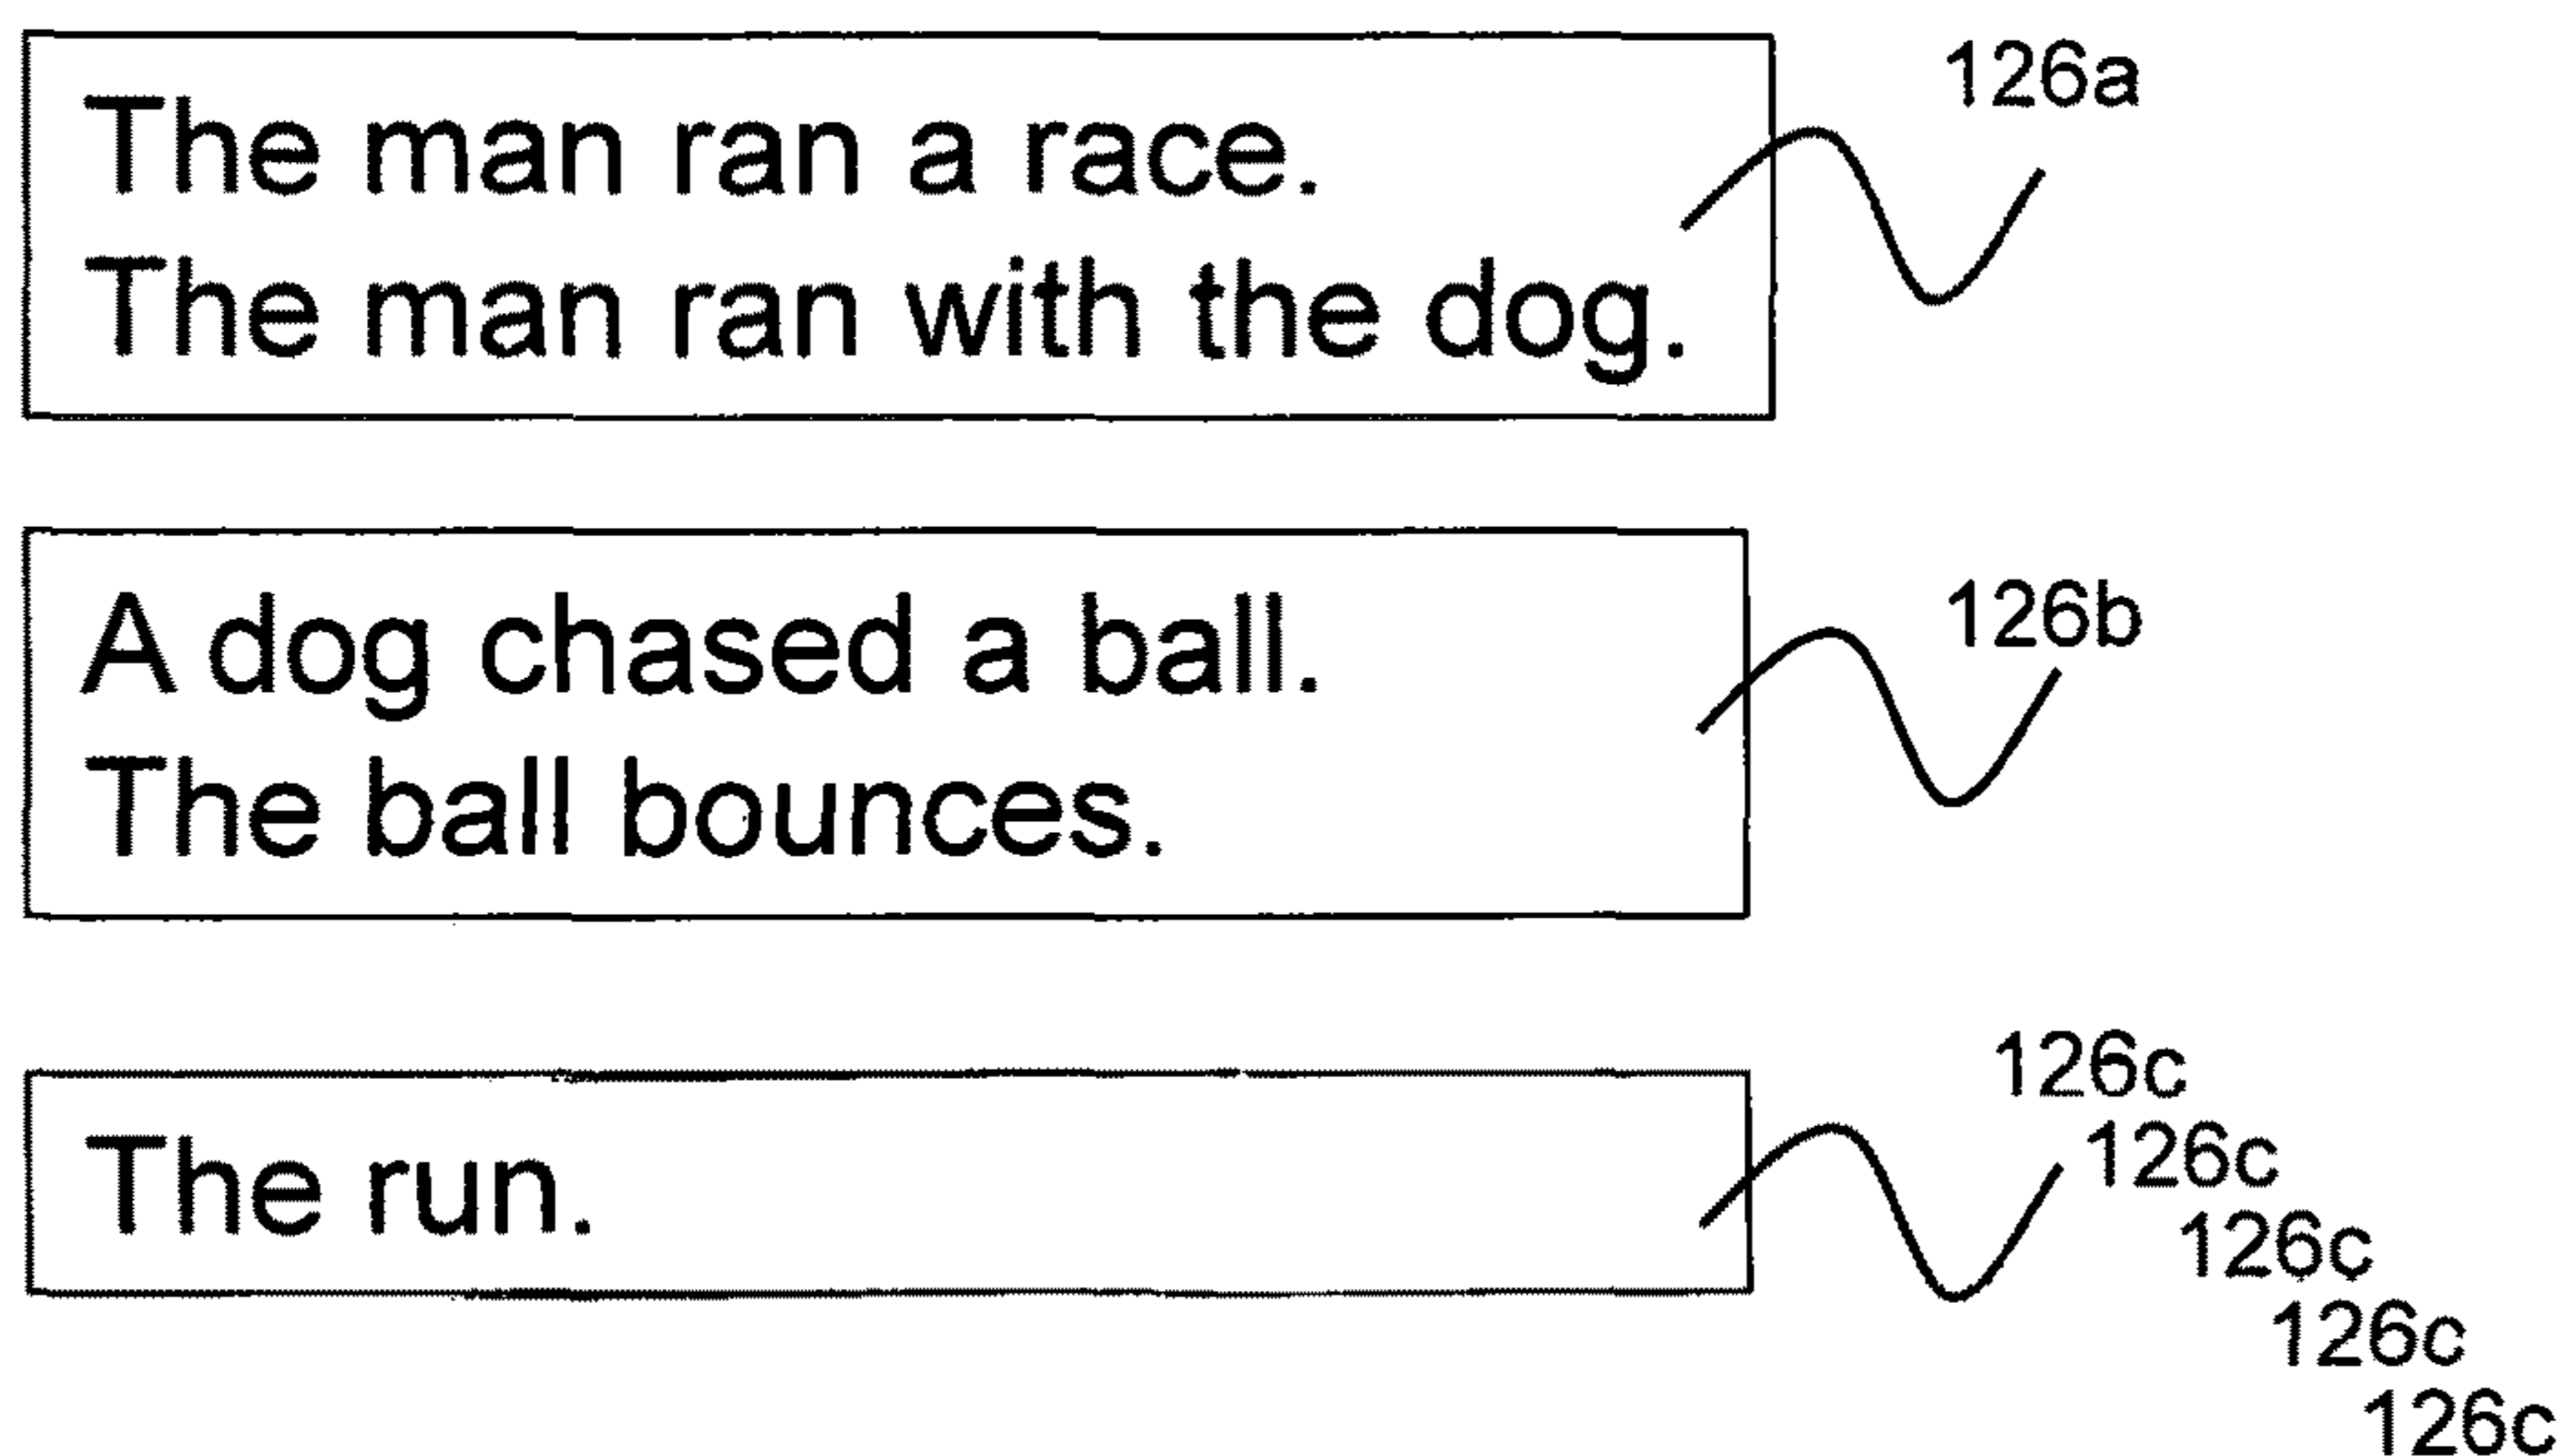 The man ran a race.
The man ran with the dog.
126a
A dog chased a ball.
The ball bounces.
126b
The run.
126c
126c
126c
126c
126c